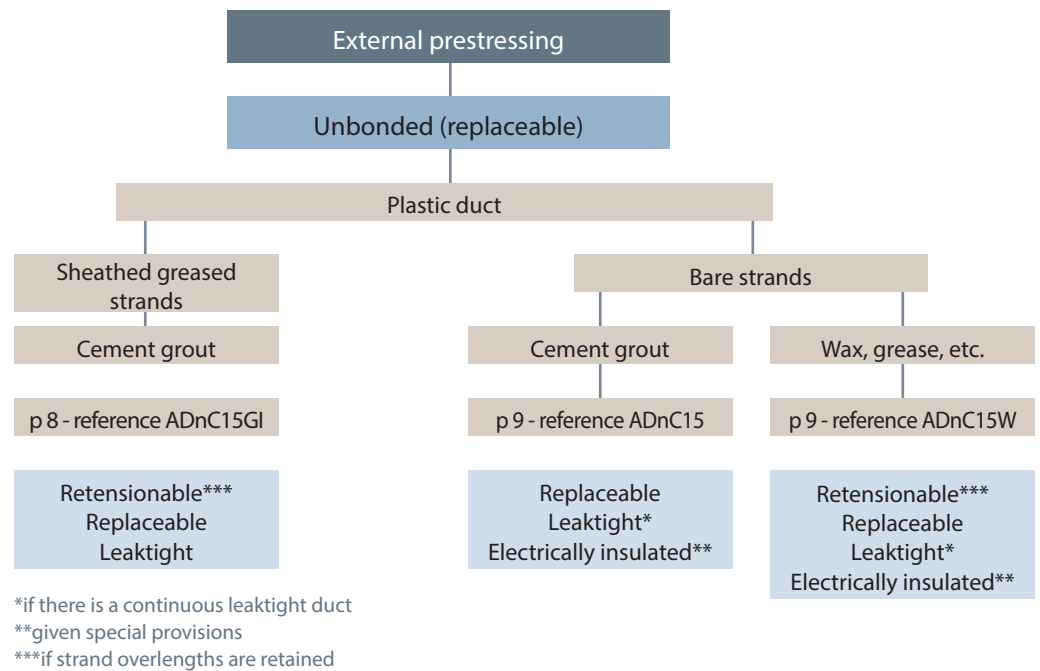 External prestressing
Unbonded (replaceable)
Plastic duct
Sheathed greased
strands
Bare strands
Cement grout
Cement grout
Wax, grease, etc.
p 8 - reference ADnC15GI
p 9 - reference ADnC15
p 9 - reference ADnC15W
Retensionable***
Replaceable
Leaktight
Replaceable
Leaktight*
Electrically insulated**
Retensionable***
Replaceable
Leaktight*
Electrically insulated**
*if there is a continuous leaktight duct
**given special provisions
***if strand overlengths are retained